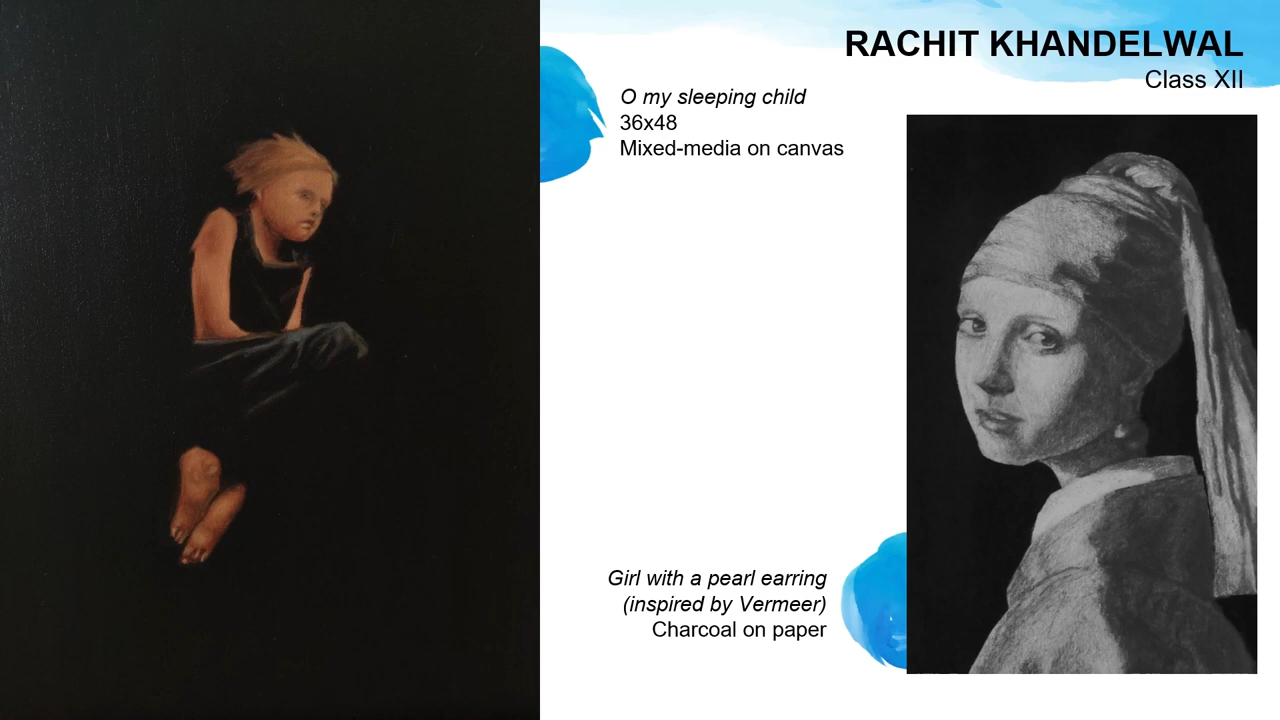 RACHIT KHANDELWAL
Class XII
O my sleeping child
36x48
Mixed-media on canvas
Girl with a pearl earring
(inspired by Vermeer)
Charcoal on paper